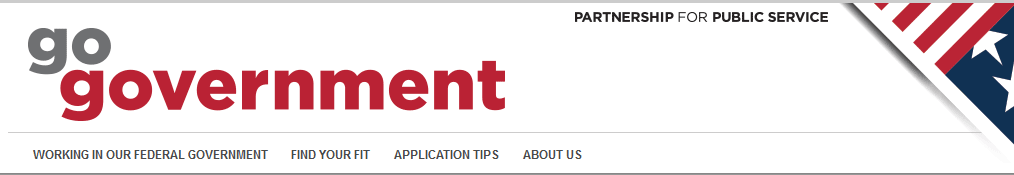 PARTNERSHIP FOR PUBLIC SERVICE
go
government
WORKING IN OUR FEDERAL GOVERNMENT FIND YOUR FIT APPLICATION TIPS ABOUT US